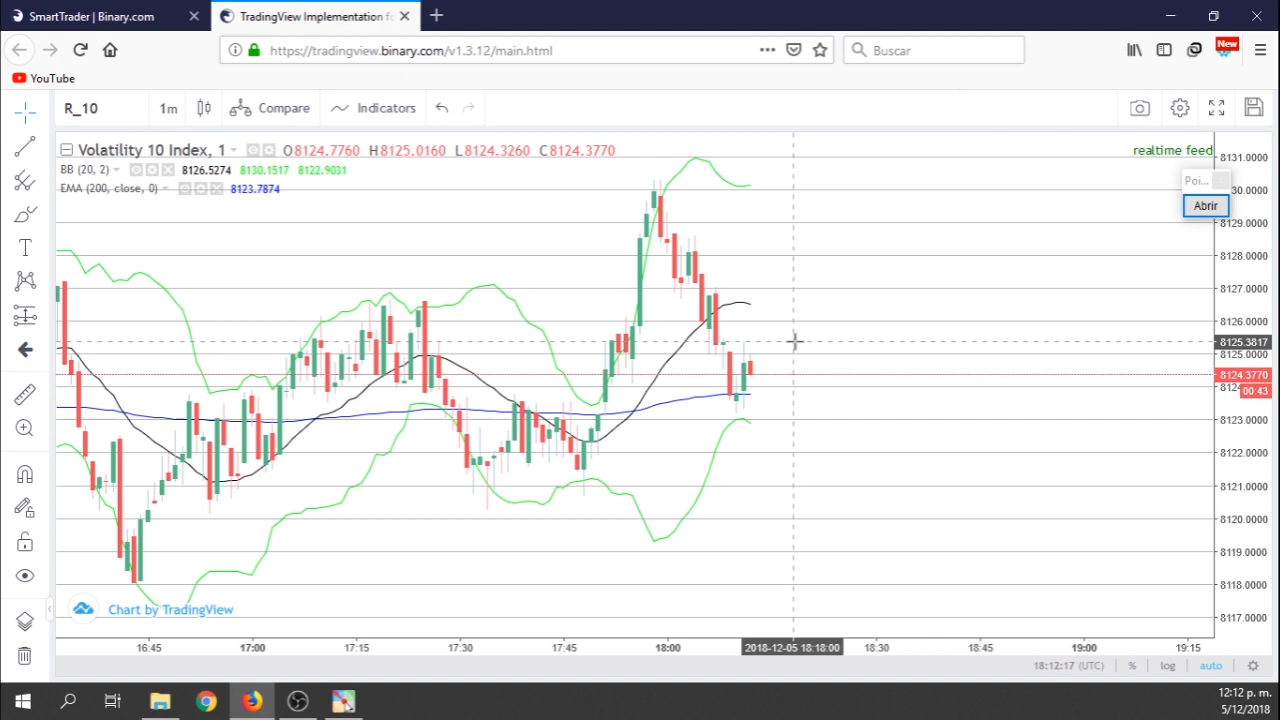 SmartTrader | Binary.com
TradingView Implementation fo
https://tradingview.binary.com/v1.3.12/main.html
Buscar
New
YouTube
R_10 1m Compare Indicators
Volatility 10 Index, 1 O8124.7760 H8125.0160 L8124.3260 C8124.3770
realtime feed
BB (20, 2) 8126.5274 8130.1517 8122.9031
EMA (200, close, 0) 8123.7874
Poi...
Abrir
8131.0000
30.0000
8129.0000
8128.0000
8127.0000
8126.0000
8125.3817
8125.0000
8124.3770
8124
00:43
8123.0000
8122.0000
8121.0000
8120.0000
8119.0000
8118.0000
8117.0000
Chart by TradingView
16:45 17:00 17:15 17:30 17:45 18:00 2018-12-05 18:18:00 18:30 18:45 19:00 19:15
18:12:17 (UTC) % log auto
12:12 p. m.
5/12/2018